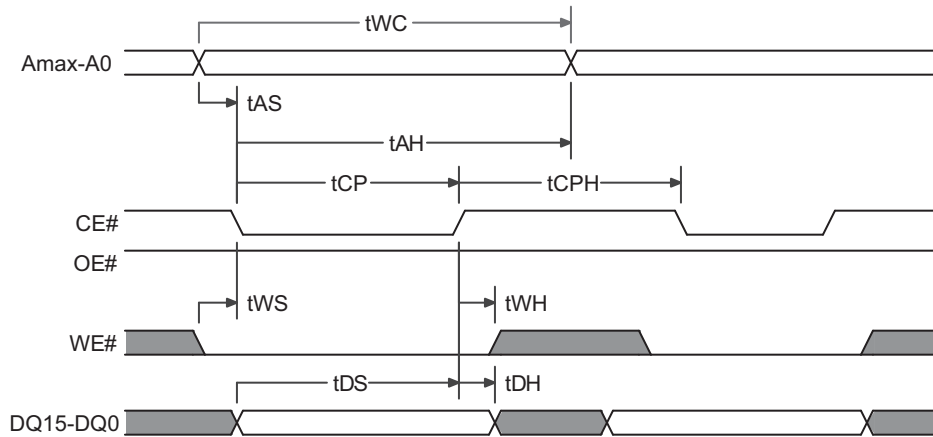 tWC
Amax-A0
tAS
tAH
tCP tCPH
CE#
OE#
tWS tWH
WE#
tDS tDH
DQ15-DQ0